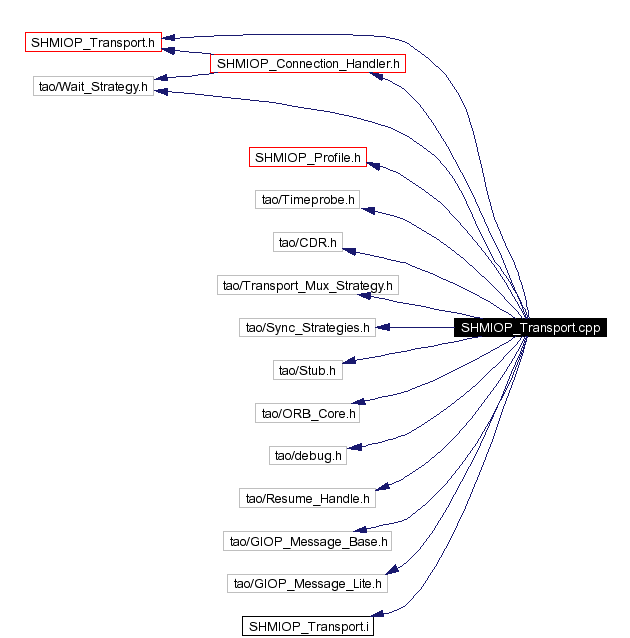 SHMIOP_Transport.h
SHMIOP_Connection_Handler.h
tao/Wait_Strategy.h
SHMIOP_Profile.h
tao/Timeprobe.h
tao/CDR.h
tao/Transport_Mux_Strategy.h
tao/Sync_Strategies.h
SHMIOP_Transport.cpp
tao/Stub.h
tao/ORB_Core.h
tao/debug.h
tao/Resume_Handle.h
tao/GIOP_Message_Base.h
tao/GIOP_Message_Lite.h
SHMIOP_Transport.i